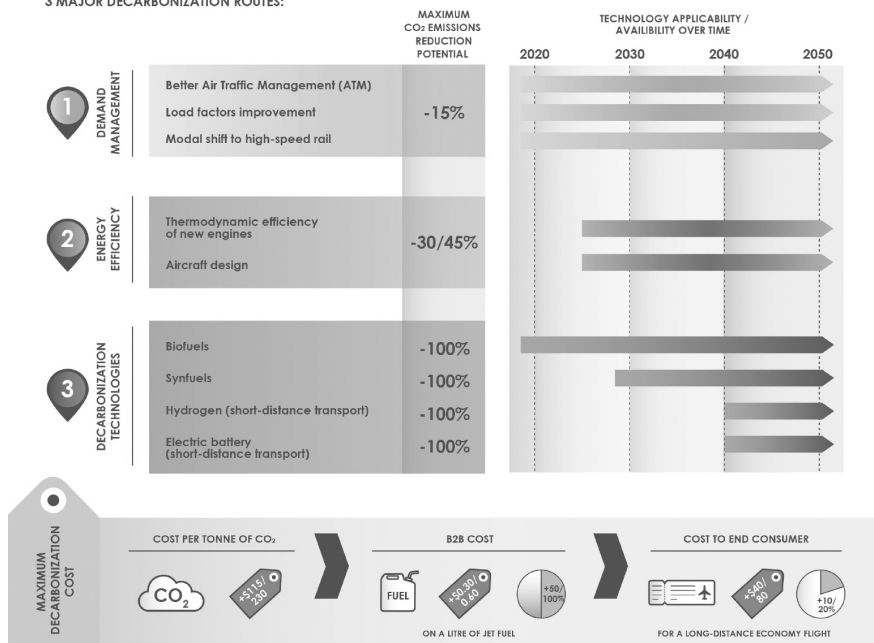 3 MAJOR DECARBONIZATION ROUTES:
MAXIMUM
CO₂ EMISSIONS
REDUCTION
POTENTIAL
TECHNOLOGY APPLICABILITY /
AVAILIBILITY OVER TIME
2020 2030 2040 2050
1
DEMAND
MANAGEMENT
Better Air Traffic Management (ATM)
Load factors improvement
Modal shift to high-speed rail
-15%
2
ENERGY
EFFICIENCY
Thermodynamic efficiency
of new engines
Aircraft design
-30/45%
3
DECARBONIZATION
TECHNOLOGIES
Biofuels -100%
Synfuels -100%
Hydrogen (short-distance transport) -100%
Electric battery
(short-distance transport) -100%
MAXIMUM
DECARBONIZATION
COST
COST PER TONNE OF CO₂
CO₂
+$115/
230
B2B COST
FUEL
+$0.30/
0.60
+50/
100%
ON A LITRE OF JET FUEL
COST TO END CONSUMER
+$40/
80
+10/
20%
FOR A LONG-DISTANCE ECONOMY FLIGHT